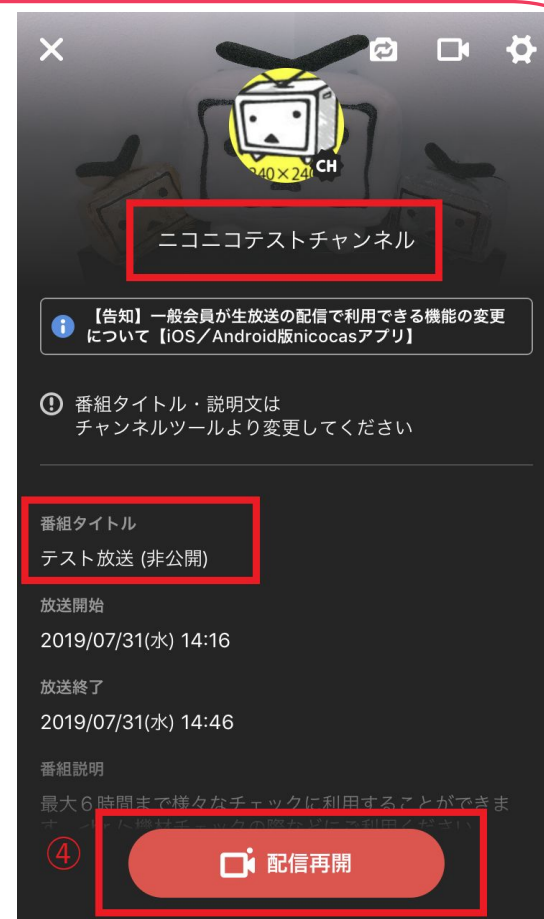 240×240
CH
ニコニコテストチャンネル
【告知】一般会員が生放送の配信で利用できる機能の変更
について【iOS／Android版nicocasアプリ】
番組タイトル・説明文は
チャンネルツールより変更してください
番組タイトル
テスト放送 (非公開)
放送開始
2019/07/31(水) 14:16
放送終了
2019/07/31(水) 14:46
番組説明
最大６時間まで様々なチェックに利用することができま
④
配信再開